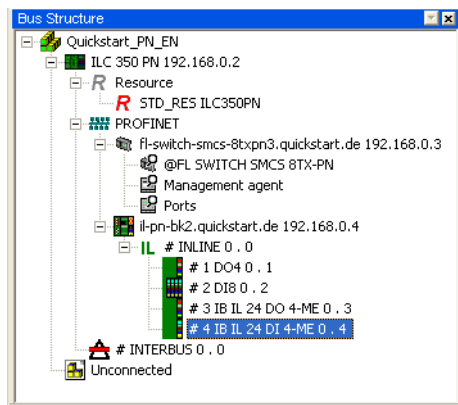 Bus Structure
Quickstart_PN_EN
ILC 350 PN 192.168.0.2
R Resource
R STD_RES ILC350PN
PROFINET
fl-switch-smcs-8txpn3.quickstart.de 192.168.0.3
@FL SWITCH SMCS 8TX-PN
Management agent
Ports
il-pn-bk2.quickstart.de 192.168.0.4
IL # INLINE 0 . 0
# 1 DO4 0 . 1
# 2 DI8 0 . 2
# 3 IB IL 24 DO 4-ME 0 . 3
# 4 IB IL 24 DI 4-ME 0 . 4
# INTERBUS 0 . 0
Unconnected